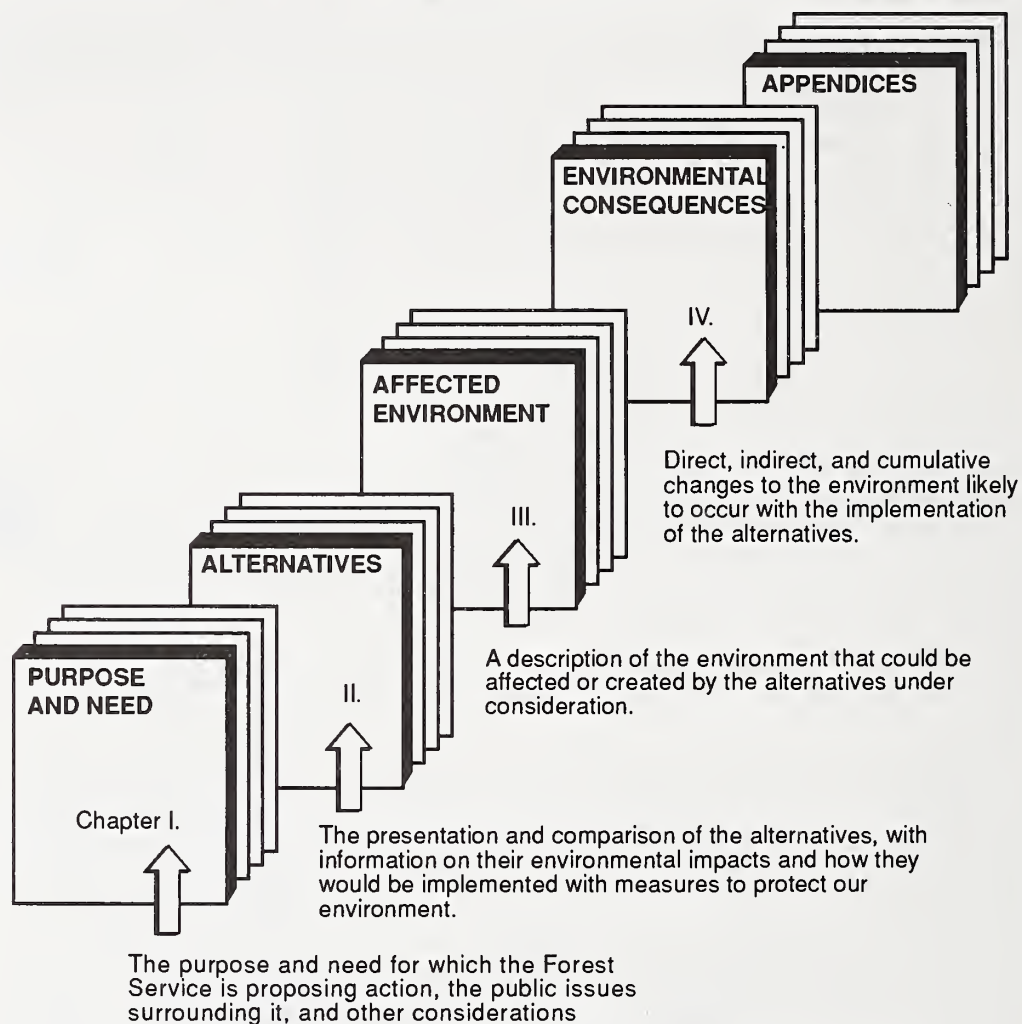 APPENDICES
ENVIRONMENTAL
CONSEQUENCES
IV.
Direct, indirect, and cumulative
changes to the environment likely
to occur with the implementation
of the alternatives.
AFFECTED
ENVIRONMENT
III.
A description of the environment that could be
affected or created by the alternatives under
consideration.
ALTERNATIVES
II.
The presentation and comparison of the alternatives, with
information on their environmental impacts and how they
would be implemented with measures to protect our
environment.
PURPOSE
AND NEED
Chapter I.
The purpose and need for which the Forest
Service is proposing action, the public issues
surrounding it, and other considerations